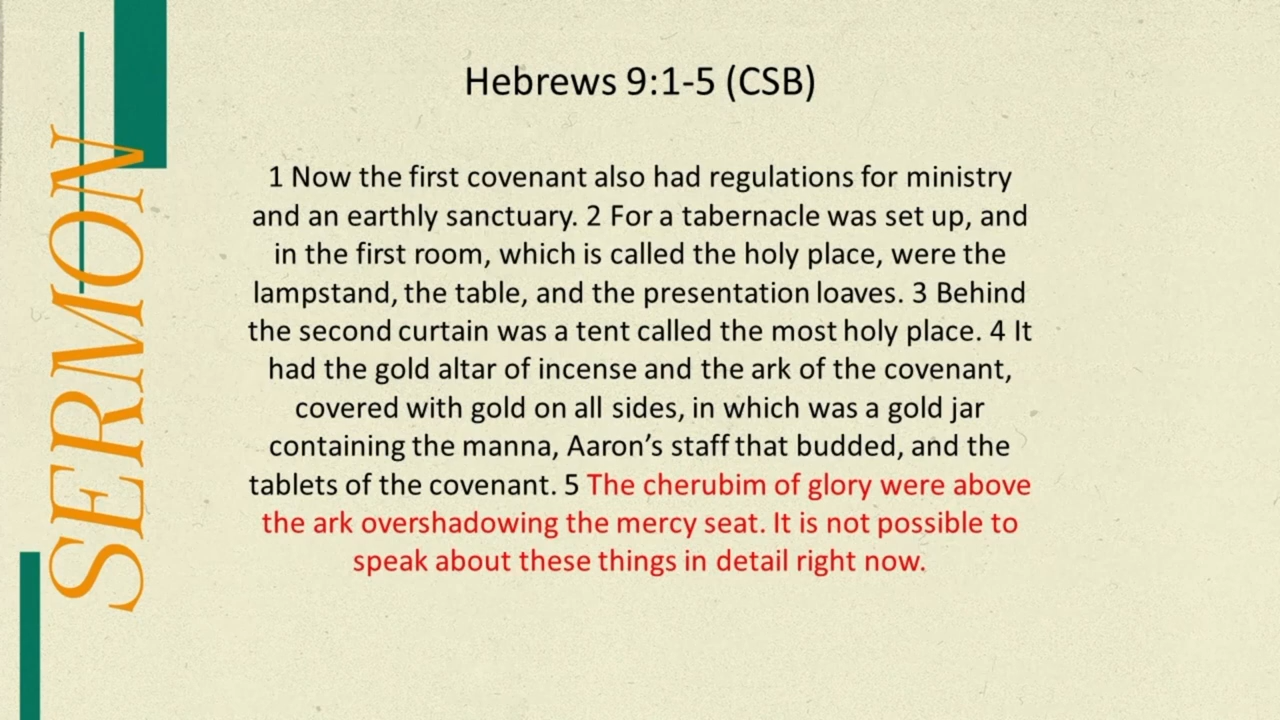 SERMON
Hebrews 9:1-5 (CSB)
1 Now the first covenant also had regulations for ministry
and an earthly sanctuary. 2 For a tabernacle was set up, and
in the first room, which is called the holy place, were the
lampstand, the table, and the presentation loaves. 3 Behind
the second curtain was a tent called the most holy place. 4 It
had the gold altar of incense and the ark of the covenant,
covered with gold on all sides, in which was a gold jar
containing the manna, Aaron’s staff that budded, and the
tablets of the covenant. 5 The cherubim of glory were above
the ark overshadowing the mercy seat. It is not possible to
speak about these things in detail right now.